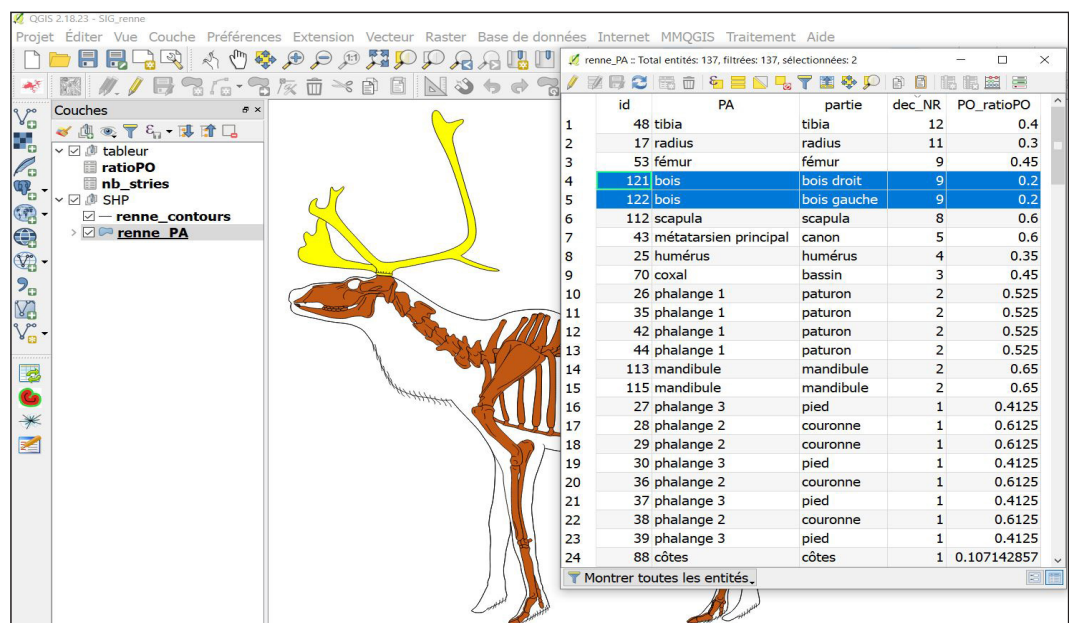 QGIS 2.18.23 - SIG_renne
Projet Éditer Vue Couche Préférences Extension Vecteur Raster Base de données Internet MMQGIS Traitement Aide
renne_PA :: Total entités: 137, filtrées: 137, sélectionnées: 2
Couches
tableur
ratioPO
nb_stries
SHP
renne_contours
renne_PA
id PA partie dec_NR PO_ratioPO
1 48 tibia tibia 12 0.4
2 17 radius radius 11 0.3
3 53 fémur fémur 9 0.45
4 121 bois bois droit 9 0.2
5 122 bois bois gauche 9 0.2
6 112 scapula scapula 8 0.6
7 43 métatarsien principal canon 5 0.6
8 25 humérus humérus 4 0.35
9 70 coxal bassin 3 0.45
10 26 phalange 1 paturon 2 0.525
11 35 phalange 1 paturon 2 0.525
12 42 phalange 1 paturon 2 0.525
13 44 phalange 1 paturon 2 0.525
14 113 mandibule mandibule 2 0.65
15 115 mandibule mandibule 2 0.65
16 27 phalange 3 pied 1 0.4125
17 28 phalange 2 couronne 1 0.6125
18 29 phalange 2 couronne 1 0.6125
19 30 phalange 3 pied 1 0.4125
20 36 phalange 2 couronne 1 0.6125
21 37 phalange 3 pied 1 0.4125
22 38 phalange 2 couronne 1 0.6125
23 39 phalange 3 pied 1 0.4125
24 88 côtes côtes 1 0.107142857
Montrer toutes les entités